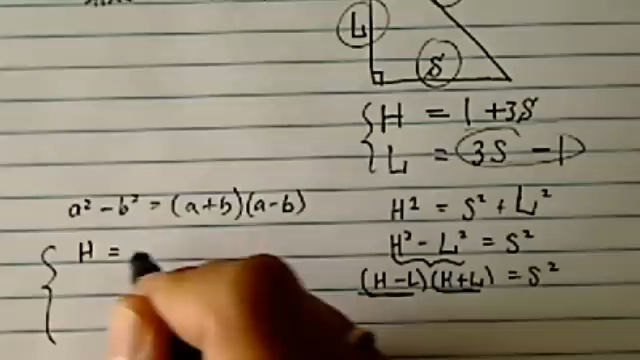 L
S
H = 1 + 3S
L = 3S - 1
a² - b² = (a+b)(a-b)
H² = S² + L²
H =
H² - L² = S²
(H-L)(H+L) = S²